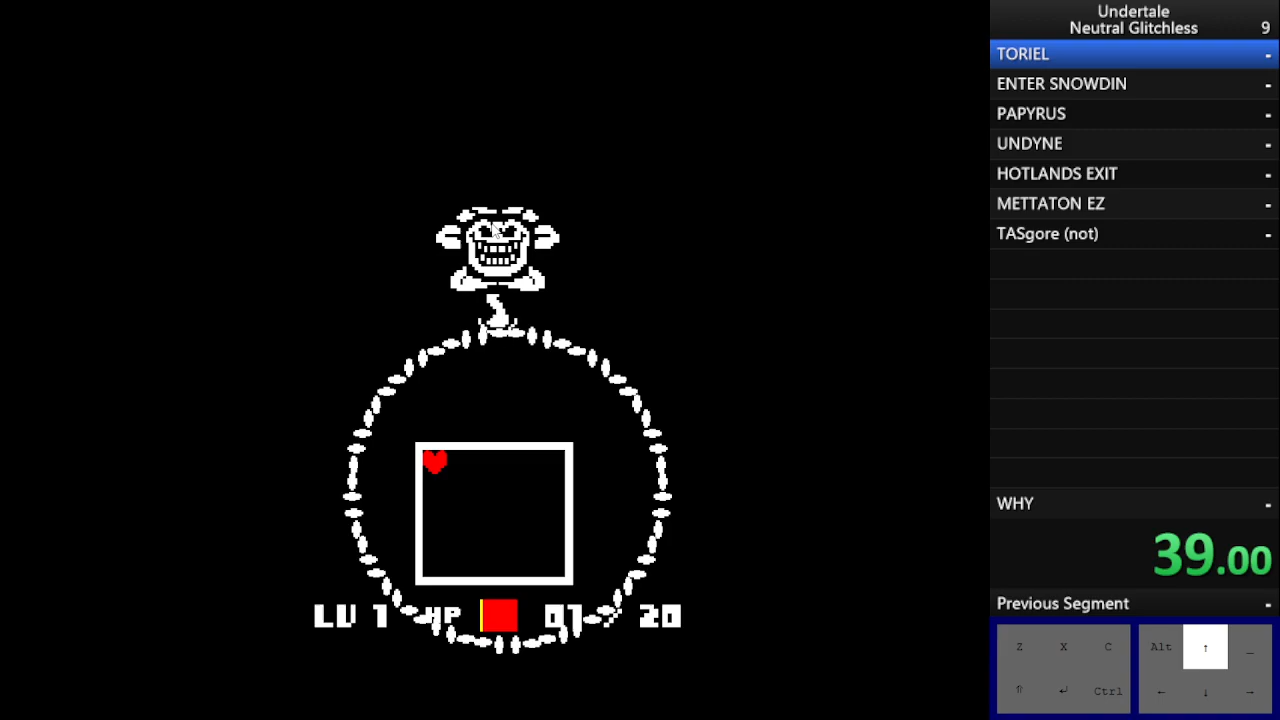 Undertale
Neutral Glitchless 9
TORIEL -
ENTER SNOWDIN -
PAPYRUS -
UNDYNE -
HOTLANDS EXIT -
METTATON EZ -
TASgore (not) -
WHY -
39.00
Previous Segment -
LV 1 HP 01 / 20
Z X C Alt ↑ _
⇧ ↵ Ctrl ← ↓ →